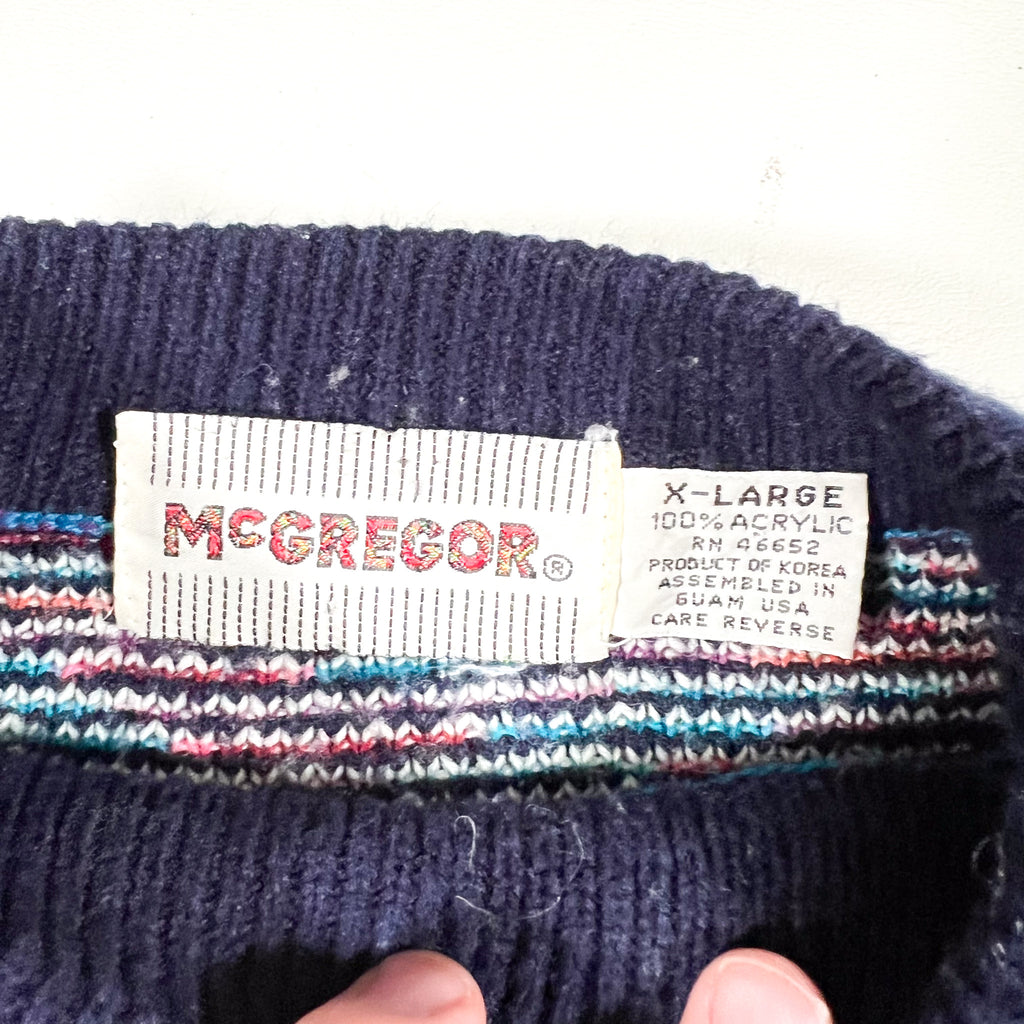 McGREGOR®
X-LARGE
100% ACRYLIC
RN 46652
PRODUCT OF KOREA
ASSEMBLED IN
GUAM USA
CARE REVERSE